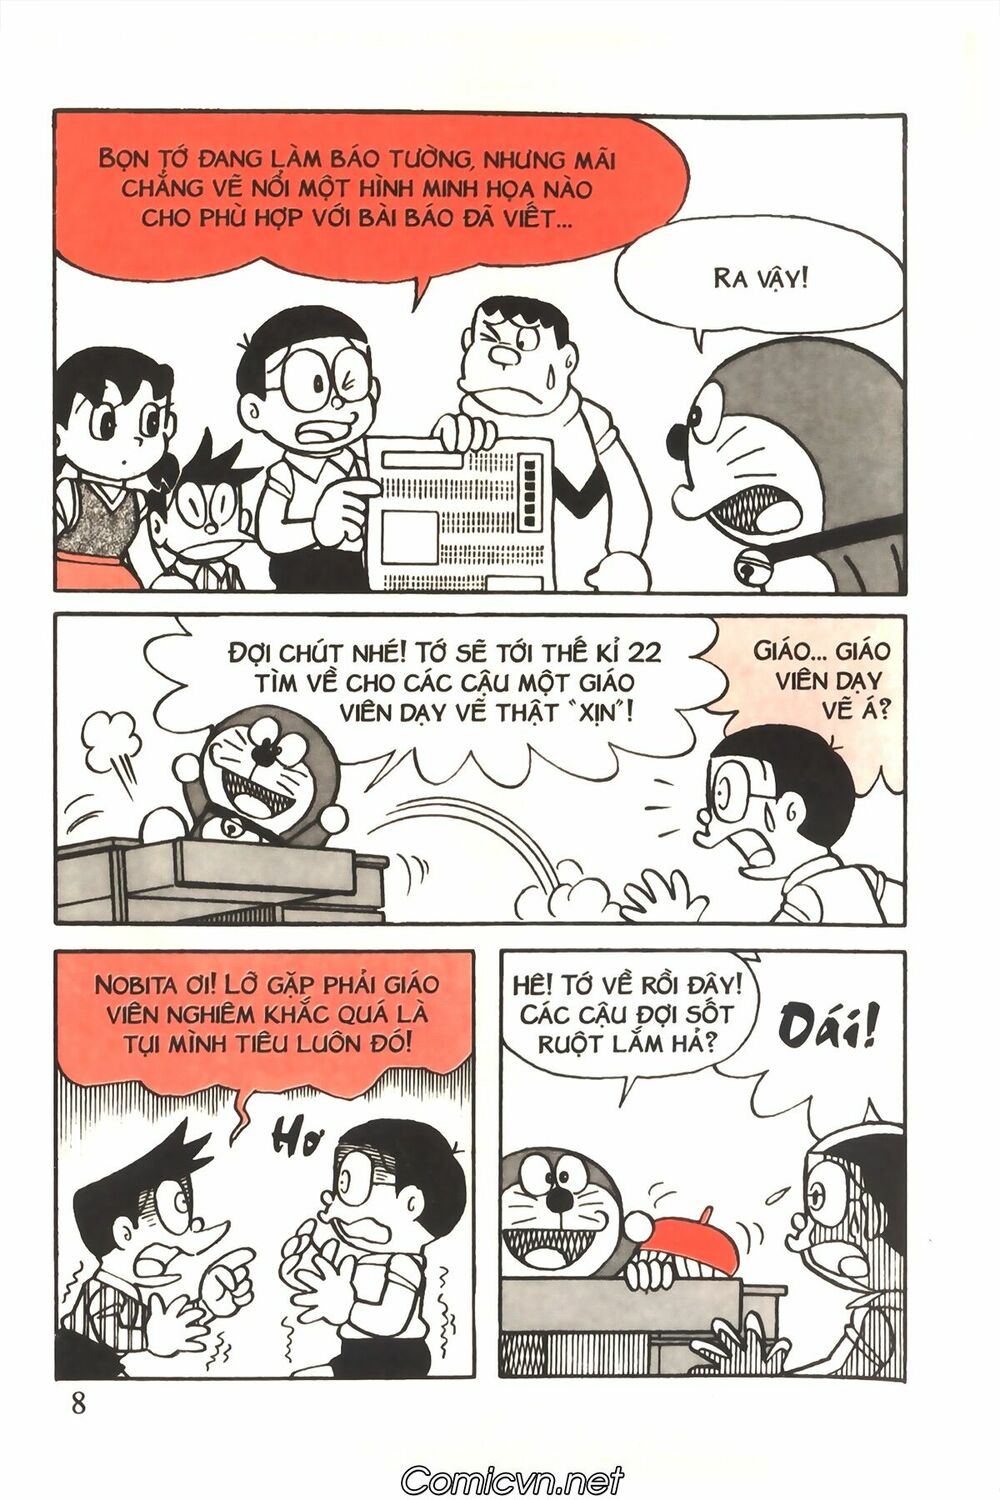 BỌN TỚ ĐANG LÀM BÁO TƯỜNG, NHƯNG MÃI
CHẲNG VẼ NỔI MỘT HÌNH MINH HỌA NÀO
CHO PHÙ HỢP VỚI BÀI BÁO ĐÃ VIẾT...
RA VẬY!
ĐỢI CHÚT NHÉ! TỚ SẼ TỚI THẾ KỈ 22
TÌM VỀ CHO CÁC CẬU MỘT GIÁO
VIÊN DẠY VẼ THẬT "XỊN"!
GIÁO... GIÁO
VIÊN DẠY
VẼ Á?
NOBITA ƠI! LỠ GẶP PHẢI GIÁO
VIÊN NGHIÊM KHẮC QUÁ LÀ
TỤI MÌNH TIÊU LUÔN ĐÓ!
Hơ
HÊ! TỚ VỀ RỒI ĐÂY!
CÁC CẬU ĐỢI SỐT
RUỘT LẮM HẢ?
Oái!
8
Comicvn.net